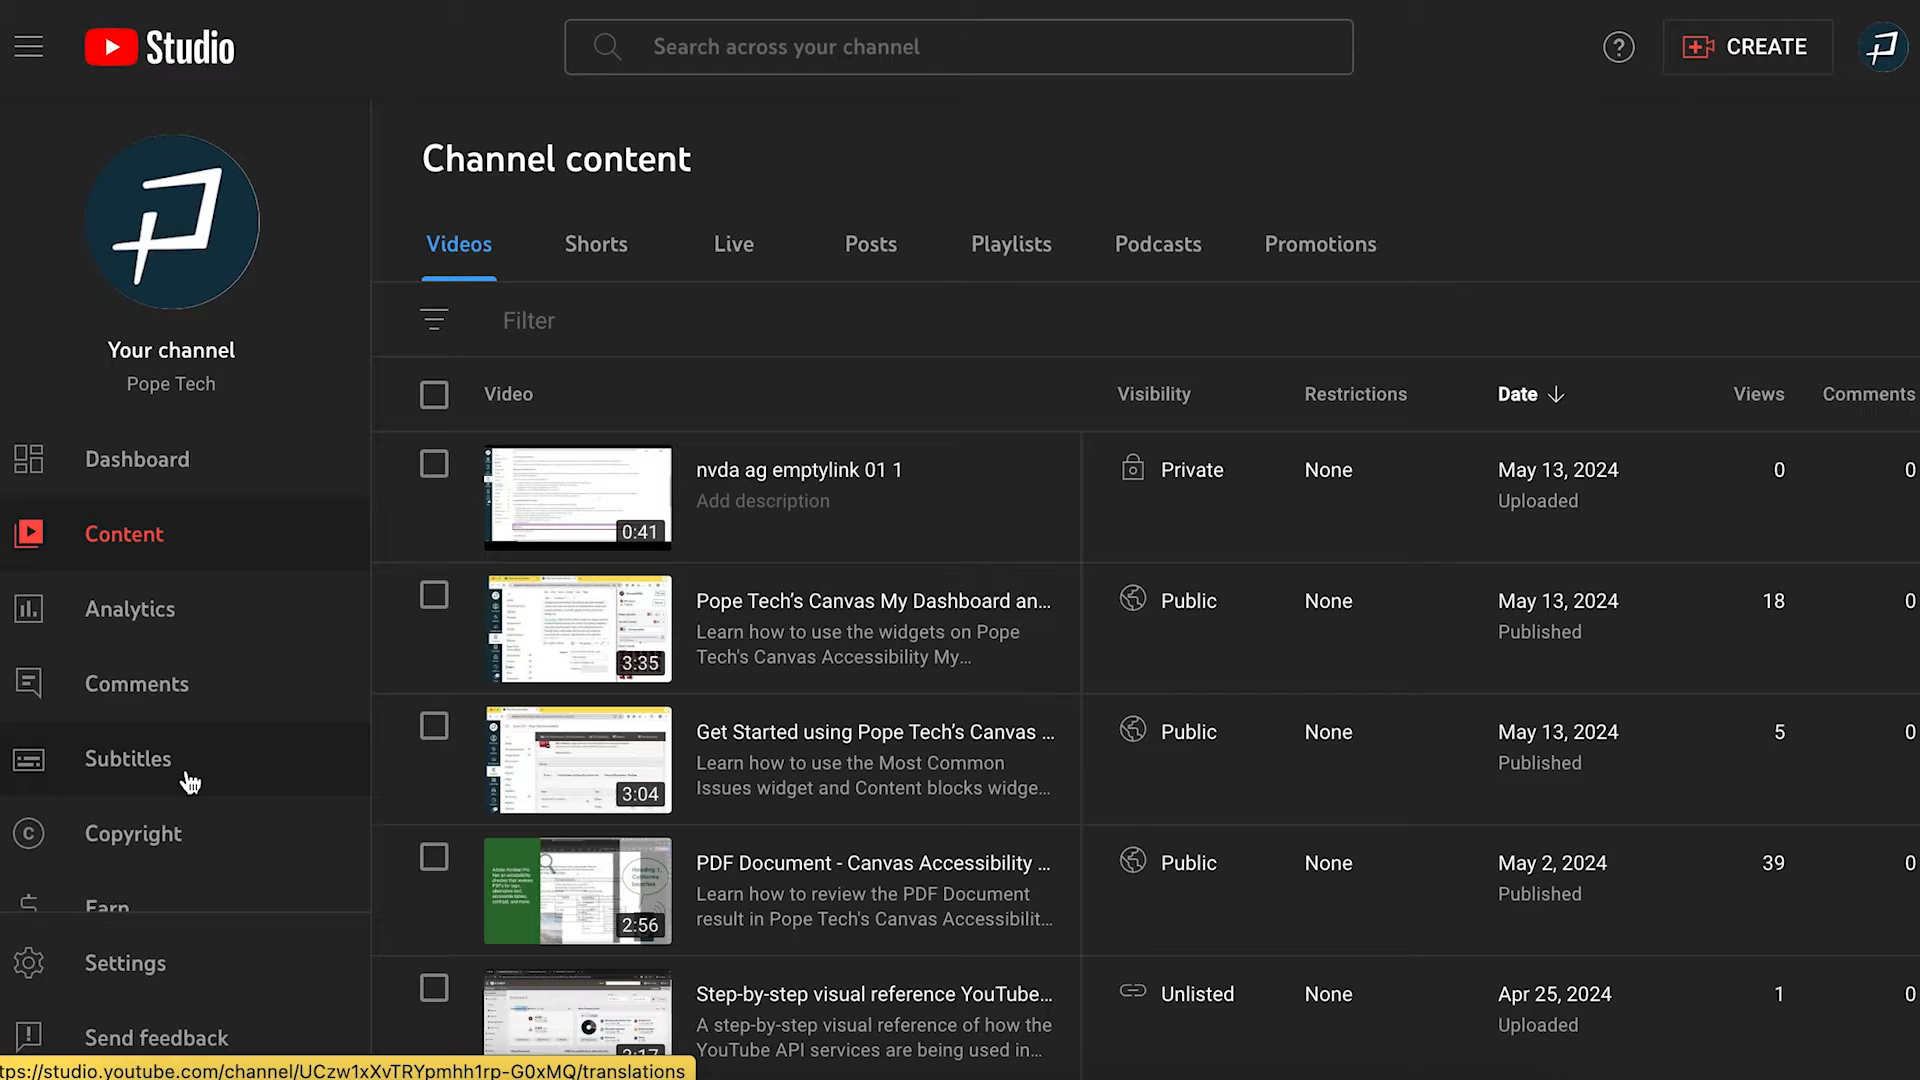 Studio
Search across your channel
CREATE
Your channel
Pope Tech
Dashboard
Content
Analytics
Comments
Subtitles
Copyright
Earn
Settings
Send feedback
Channel content
Videos Shorts Live Posts Playlists Podcasts Promotions
Filter
Video Visibility Restrictions Date Views Comments
0:41
nvda ag emptylink 01 1 Private None May 13, 2024 0 0
Add description Uploaded
3:35
Pope Tech’s Canvas My Dashboard an... Public None May 13, 2024 18 0
Learn how to use the widgets on Pope Published
Tech's Canvas Accessibility My...
3:04
Get Started using Pope Tech’s Canvas ... Public None May 13, 2024 5 0
Learn how to use the Most Common Published
Issues widget and Content blocks widge...
2:56
PDF Document - Canvas Accessibility ... Public None May 2, 2024 39 0
Learn how to review the PDF Document Published
result in Pope Tech's Canvas Accessibilit...
2:17
Step-by-step visual reference YouTube... Unlisted None Apr 25, 2024 1 0
A step-by-step visual reference of how the Uploaded
YouTube API services are being used in...
tps://studio.youtube.com/channel/UCzw1xXvTRYpmhh1rp-G0xMQ/translations